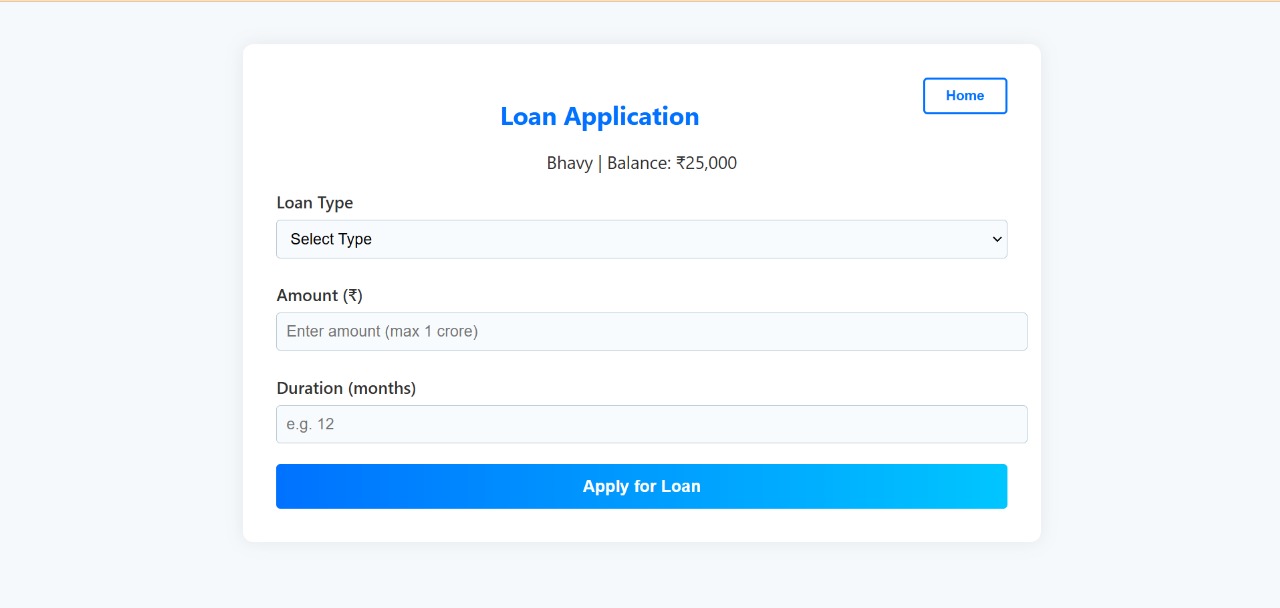 Home
Loan Application
Bhavy | Balance: ₹25,000
Loan Type
Select Type
Amount (₹)
Enter amount (max 1 crore)
Duration (months)
e.g. 12
Apply for Loan